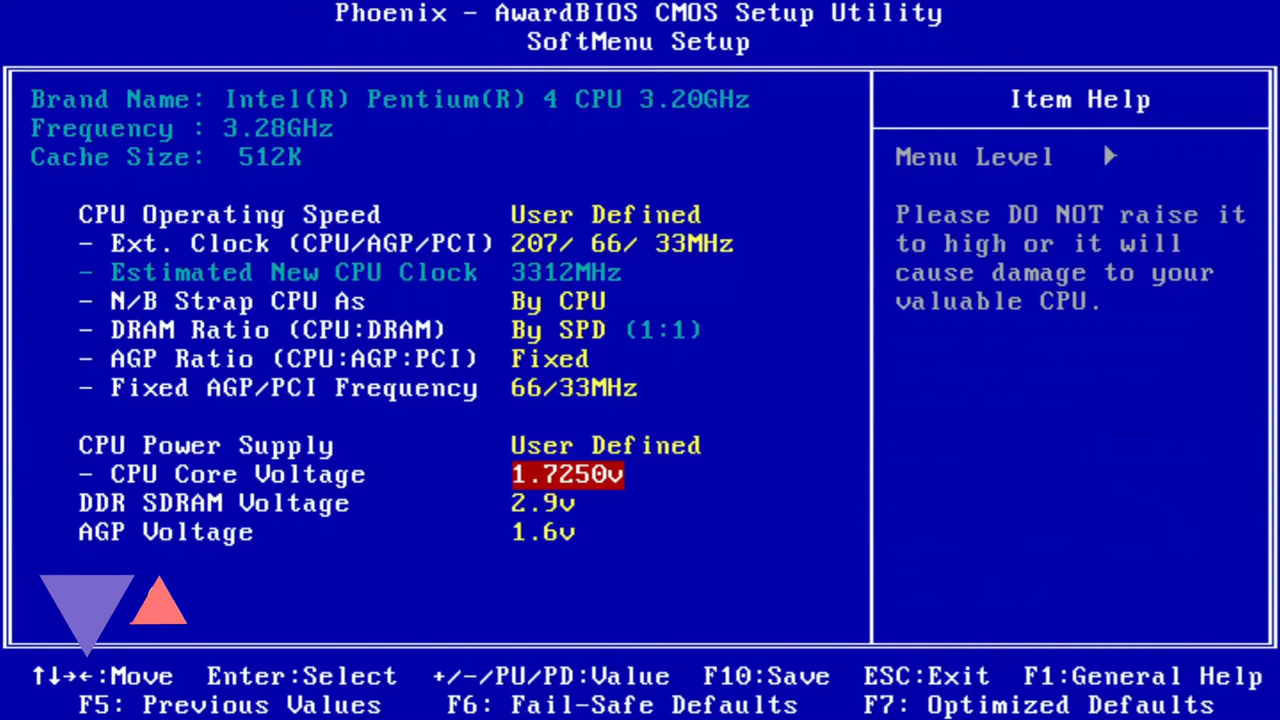 Phoenix - AwardBIOS CMOS Setup Utility
SoftMenu Setup
Brand Name: Intel(R) Pentium(R) 4 CPU 3.20GHz
Frequency : 3.28GHz
Cache Size: 512K
CPU Operating Speed User Defined
- Ext. Clock (CPU/AGP/PCI) 207/ 66/ 33MHz
- Estimated New CPU Clock 3312MHz
- N/B Strap CPU As By CPU
- DRAM Ratio (CPU:DRAM) By SPD (1:1)
- AGP Ratio (CPU:AGP:PCI) Fixed
- Fixed AGP/PCI Frequency 66/33MHz
CPU Power Supply User Defined
- CPU Core Voltage 1.7250v
DDR SDRAM Voltage 2.9v
AGP Voltage 1.6v
Item Help
Menu Level
Please DO NOT raise it
to high or it will
cause damage to your
valuable CPU.
↑↓→←:Move Enter:Select +/-/PU/PD:Value F10:Save ESC:Exit F1:General Help
F5: Previous Values F6: Fail-Safe Defaults F7: Optimized Defaults